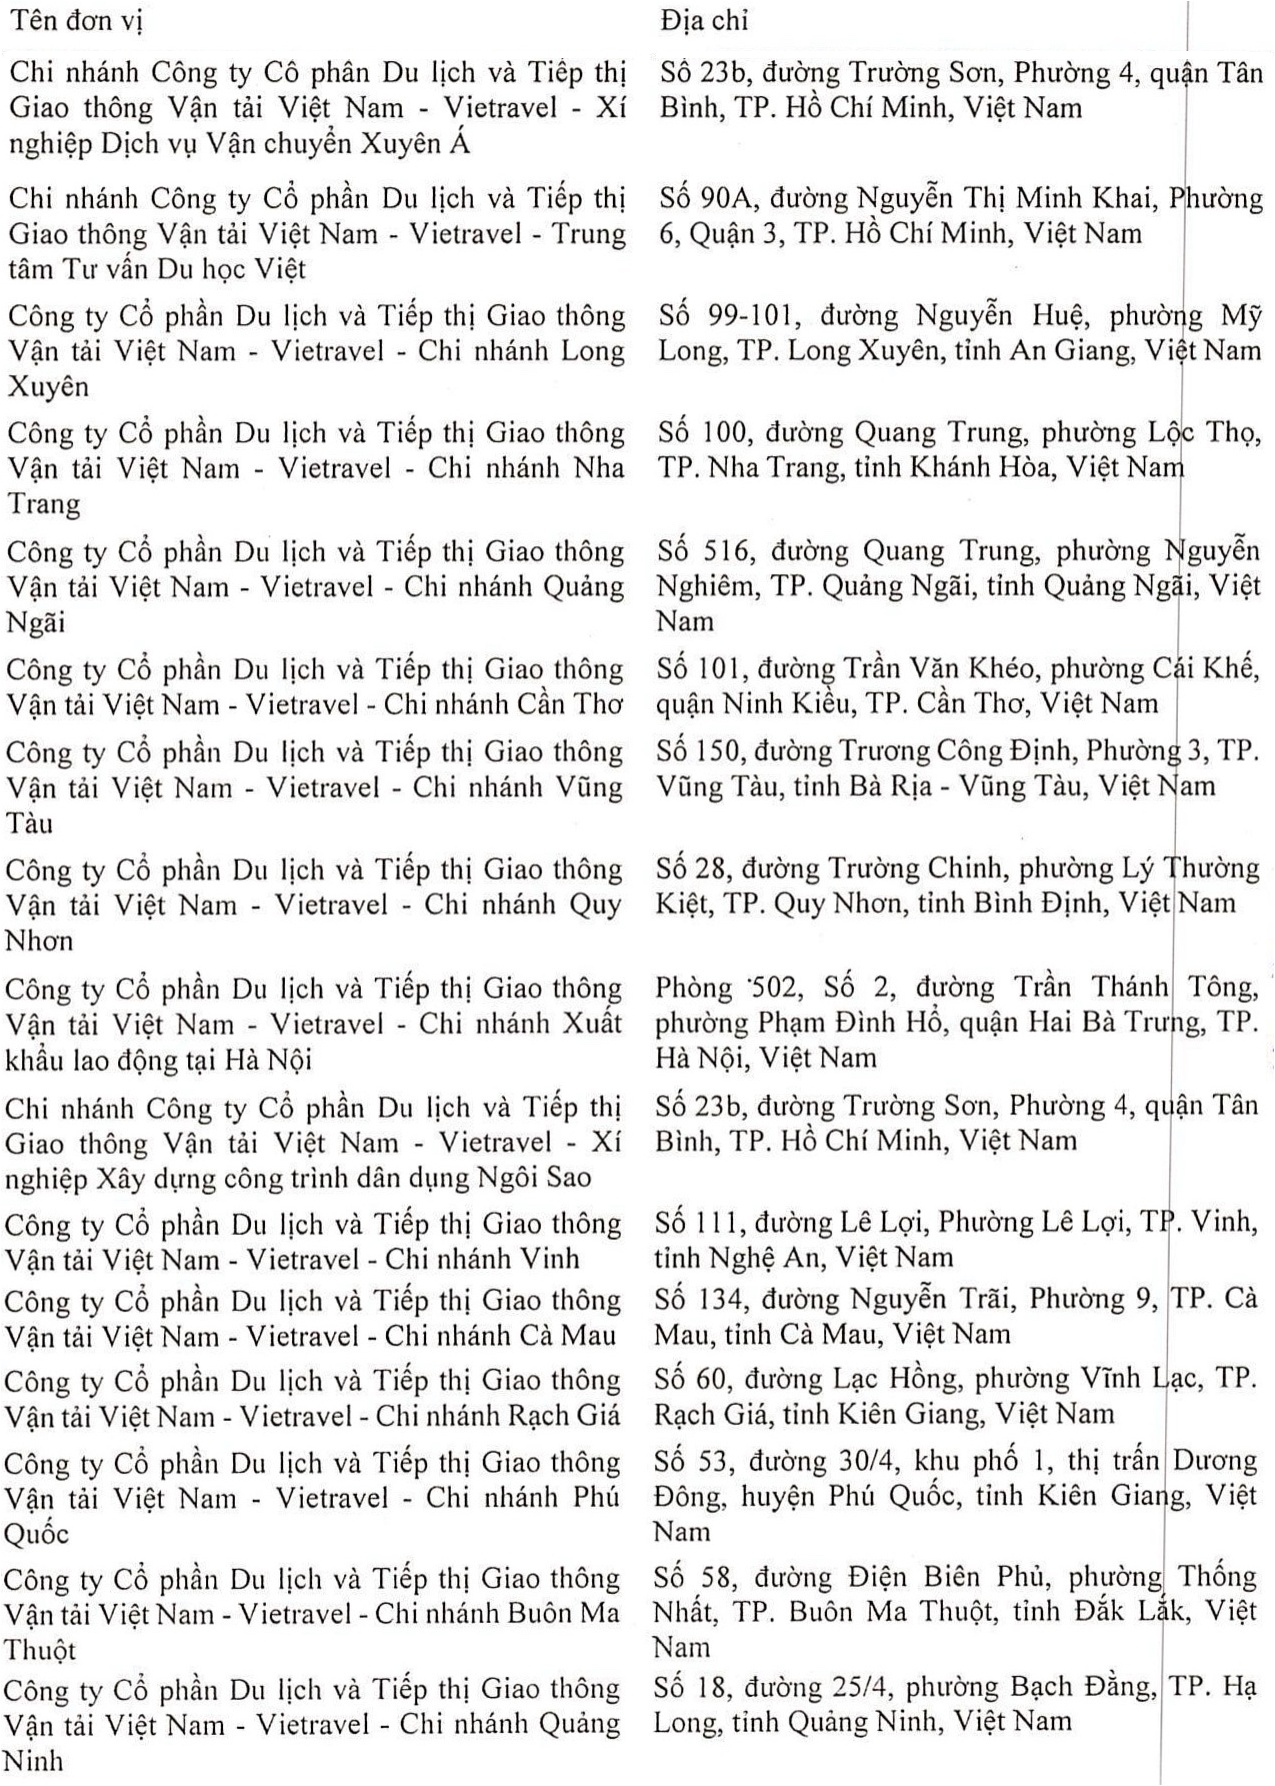 Tên đơn vị
Địa chỉ
Chi nhánh Công ty Cổ phần Du lịch và Tiếp thị
Giao thông Vận tải Việt Nam - Vietravel - Xí
nghiệp Dịch vụ Vận chuyển Xuyên Á
Số 23b, đường Trường Sơn, Phường 4, quận Tân
Bình, TP. Hồ Chí Minh, Việt Nam
Chi nhánh Công ty Cổ phần Du lịch và Tiếp thị
Giao thông Vận tải Việt Nam - Vietravel - Trung
tâm Tư vấn Du học Việt
Số 90A, đường Nguyễn Thị Minh Khai, Phường
6, Quận 3, TP. Hồ Chí Minh, Việt Nam
Công ty Cổ phần Du lịch và Tiếp thị Giao thông
Vận tải Việt Nam - Vietravel - Chi nhánh Long
Xuyên
Số 99-101, đường Nguyễn Huệ, phường Mỹ
Long, TP. Long Xuyên, tỉnh An Giang, Việt Nam
Công ty Cổ phần Du lịch và Tiếp thị Giao thông
Vận tải Việt Nam - Vietravel - Chi nhánh Nha
Trang
Số 100, đường Quang Trung, phường Lộc Thọ,
TP. Nha Trang, tỉnh Khánh Hòa, Việt Nam
Công ty Cổ phần Du lịch và Tiếp thị Giao thông
Vận tải Việt Nam - Vietravel - Chi nhánh Quảng
Ngãi
Số 516, đường Quang Trung, phường Nguyễn
Nghiêm, TP. Quảng Ngãi, tỉnh Quảng Ngãi, Việt
Nam
Công ty Cổ phần Du lịch và Tiếp thị Giao thông
Vận tải Việt Nam - Vietravel - Chi nhánh Cần Thơ
Số 101, đường Trần Văn Khéo, phường Cái Khế,
quận Ninh Kiều, TP. Cần Thơ, Việt Nam
Công ty Cổ phần Du lịch và Tiếp thị Giao thông
Vận tải Việt Nam - Vietravel - Chi nhánh Vũng
Tàu
Số 150, đường Trương Công Định, Phường 3, TP.
Vũng Tàu, tỉnh Bà Rịa - Vũng Tàu, Việt Nam
Công ty Cổ phần Du lịch và Tiếp thị Giao thông
Vận tải Việt Nam - Vietravel - Chi nhánh Quy
Nhơn
Số 28, đường Trường Chinh, phường Lý Thường
Kiệt, TP. Quy Nhơn, tỉnh Bình Định, Việt Nam
Công ty Cổ phần Du lịch và Tiếp thị Giao thông
Vận tải Việt Nam - Vietravel - Chi nhánh Xuất
khẩu lao động tại Hà Nội
Phòng 502, Số 2, đường Trần Thánh Tông,
phường Phạm Đình Hổ, quận Hai Bà Trưng, TP.
Hà Nội, Việt Nam
Chi nhánh Công ty Cổ phần Du lịch và Tiếp thị
Giao thông Vận tải Việt Nam - Vietravel - Xí
nghiệp Xây dựng công trình dân dụng Ngôi Sao
Số 23b, đường Trường Sơn, Phường 4, quận Tân
Bình, TP. Hồ Chí Minh, Việt Nam
Công ty Cổ phần Du lịch và Tiếp thị Giao thông
Vận tải Việt Nam - Vietravel - Chi nhánh Vinh
Số 111, đường Lê Lợi, Phường Lê Lợi, TP. Vinh,
tỉnh Nghệ An, Việt Nam
Công ty Cổ phần Du lịch và Tiếp thị Giao thông
Vận tải Việt Nam - Vietravel - Chi nhánh Cà Mau
Số 134, đường Nguyễn Trãi, Phường 9, TP. Cà
Mau, tỉnh Cà Mau, Việt Nam
Công ty Cổ phần Du lịch và Tiếp thị Giao thông
Vận tải Việt Nam - Vietravel - Chi nhánh Rạch Giá
Số 60, đường Lạc Hồng, phường Vĩnh Lạc, TP.
Rạch Giá, tỉnh Kiên Giang, Việt Nam
Công ty Cổ phần Du lịch và Tiếp thị Giao thông
Vận tải Việt Nam - Vietravel - Chi nhánh Phú
Quốc
Số 53, đường 30/4, khu phố 1, thị trấn Dương
Đông, huyện Phú Quốc, tỉnh Kiên Giang, Việt
Nam
Công ty Cổ phần Du lịch và Tiếp thị Giao thông
Vận tải Việt Nam - Vietravel - Chi nhánh Buôn Ma
Thuột
Số 58, đường Điện Biên Phủ, phường Thống
Nhất, TP. Buôn Ma Thuột, tỉnh Đắk Lắk, Việt
Nam
Công ty Cổ phần Du lịch và Tiếp thị Giao thông
Vận tải Việt Nam - Vietravel - Chi nhánh Quảng
Ninh
Số 18, đường 25/4, phường Bạch Đằng, TP. Hạ
Long, tỉnh Quảng Ninh, Việt Nam